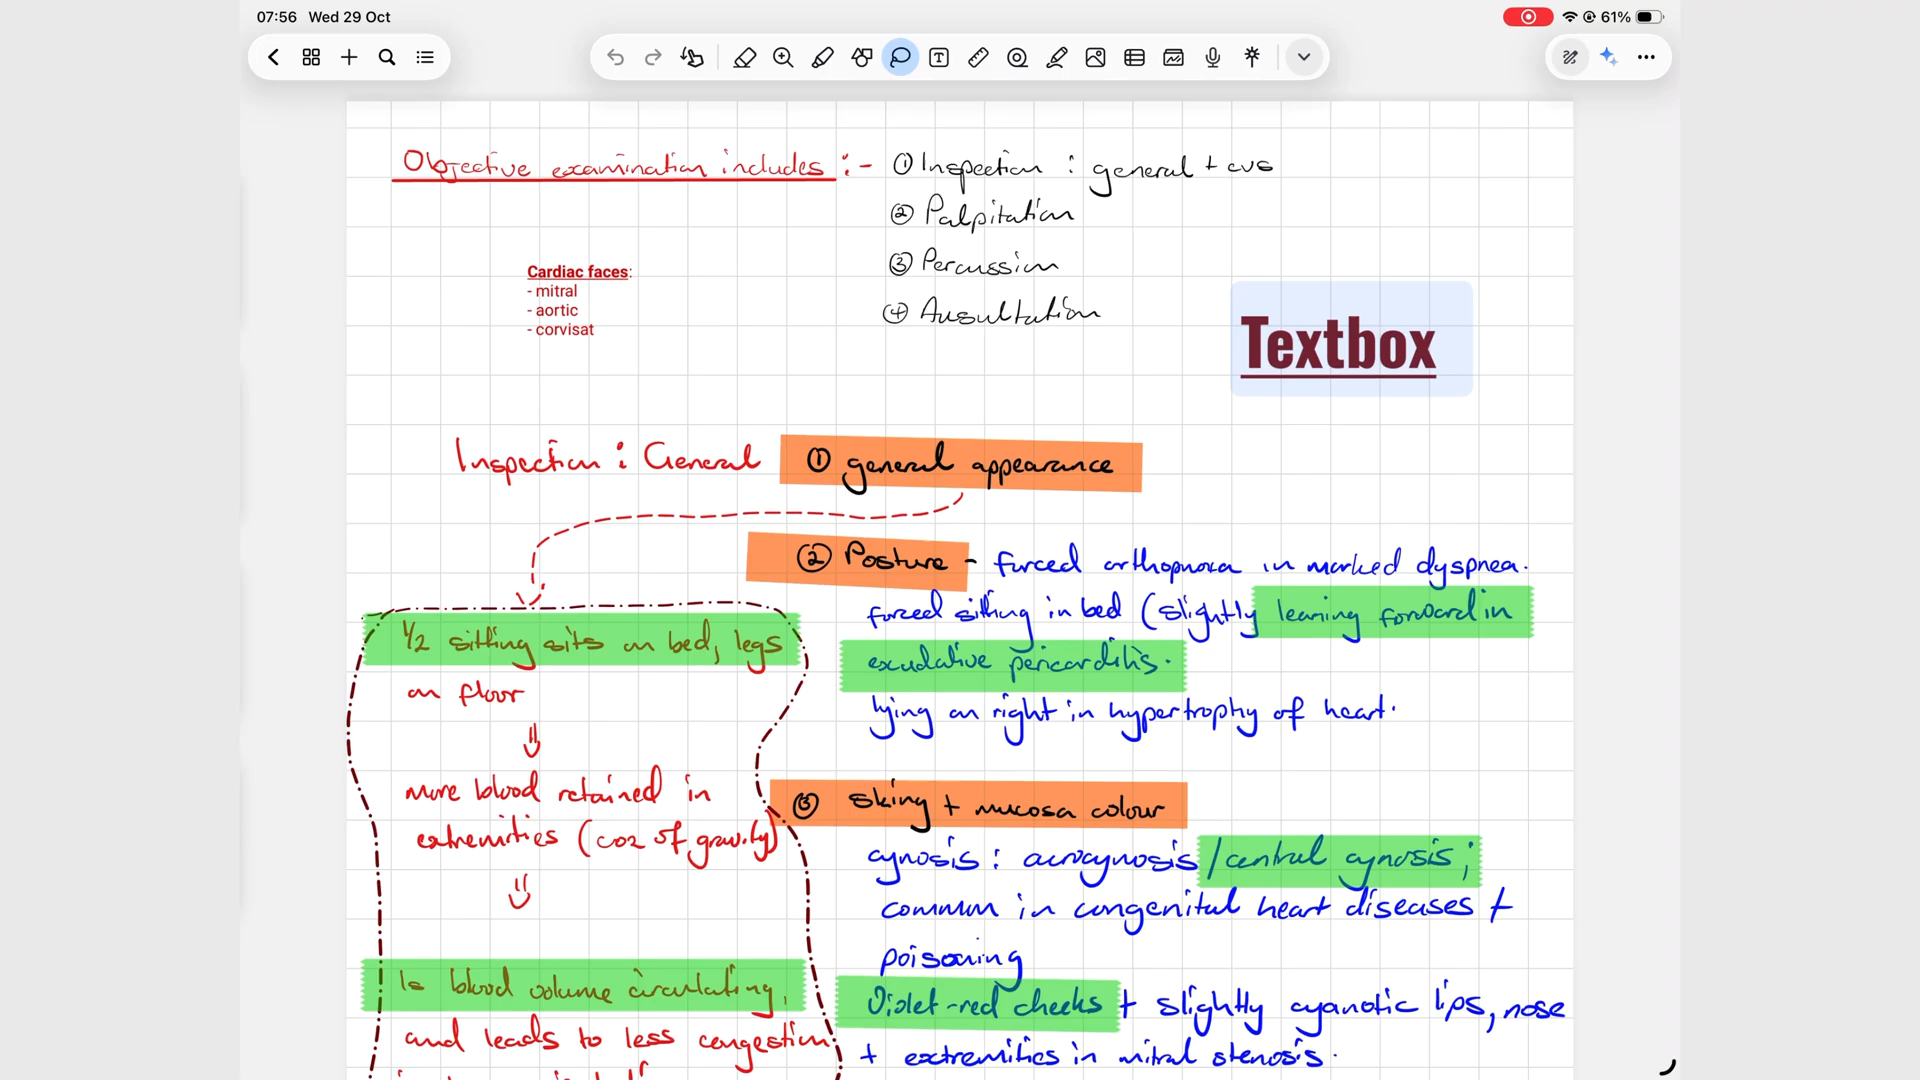 07:56 Wed 29 Oct
61%
Objective examination includes :- ① Inspection : general + cvs
② Palpitation
③ Percussion
④ Ausultation
Cardiac faces:
- mitral
- aortic
- corvisat
Textbox
Inspection : General ① general appearance
② Posture - forced orthopnoea in marked dyspnea.
forced sitting in bed (slightly leaning forward in
exudative pericarditis.
lying on right in hypertrophy of heart.
1/2 sitting sits on bed, legs
on floor
⇓
more blood retained in
extremities (coz of gravity)
⇓
Is blood volume circulating,
and leads to less congestion
③ Sking + mucosa colour
cynosis : acrocynosis /central cynosis ;
common in congenital heart diseases +
poisoning
Violet-red cheeks + slightly cyanotic lips, nose
+ extremities in mitral stenosis.